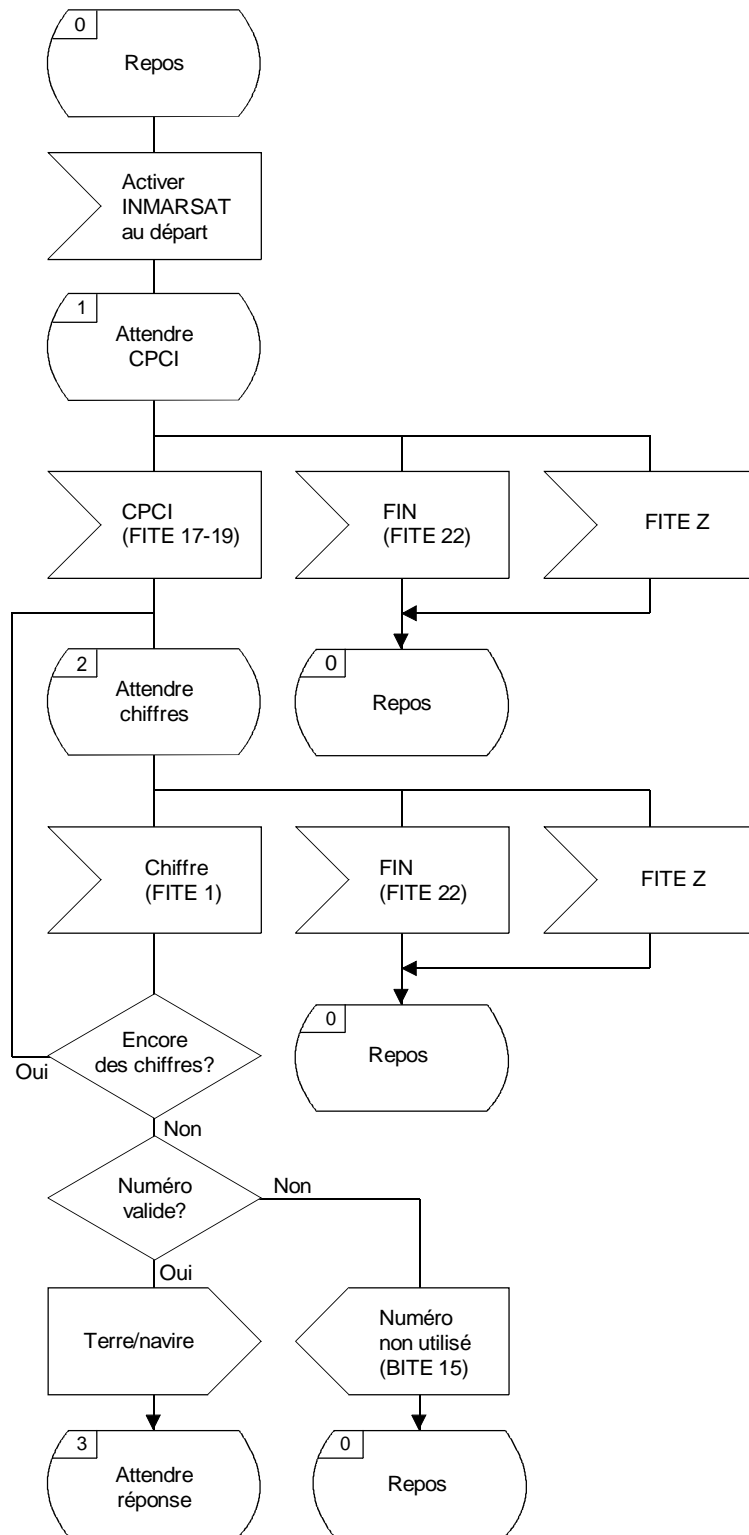 0
Repos
Activer
INMARSAT
au départ
1
Attendre
CPCI
CPCI
(FITE 17-19)
FIN
(FITE 22)
FITE Z
2
Attendre
chiffres
0
Repos
Chiffre
(FITE 1)
FIN
(FITE 22)
FITE Z
Encore
des chiffres?
Oui
Non
0
Repos
Numéro
valide?
Non
Oui
Terre/navire
Numéro
non utilisé
(BITE 15)
3
Attendre
réponse
0
Repos